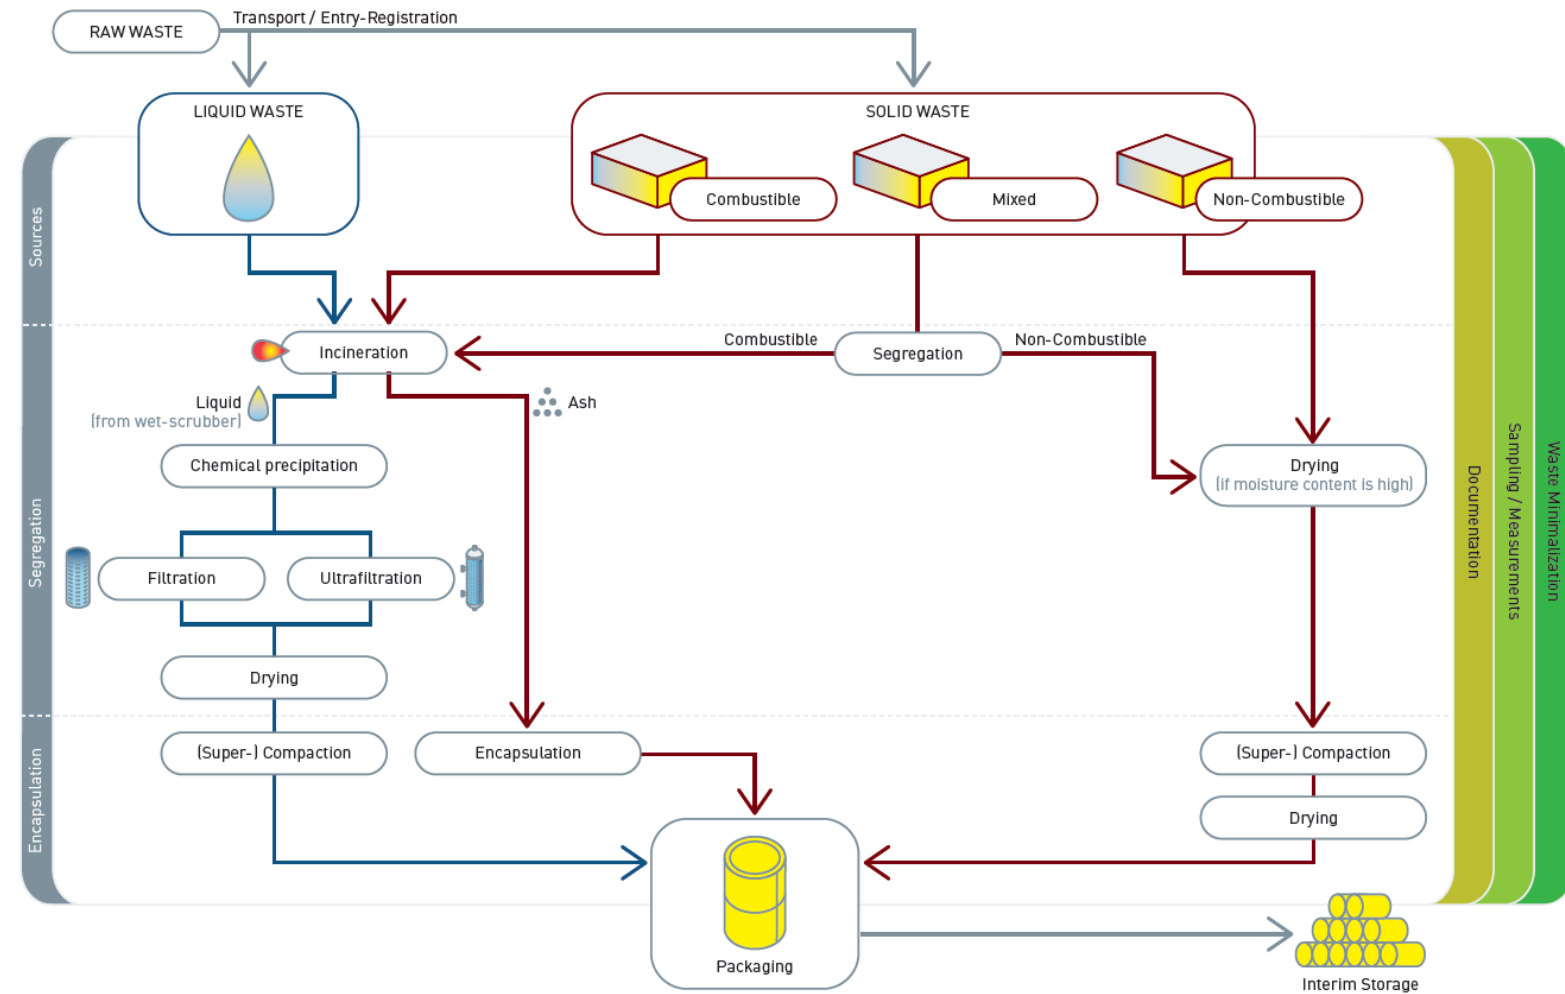 RAW WASTE
Transport / Entry-Registration
LIQUID WASTE
SOLID WASTE
Combustible
Mixed
Non-Combustible
Sources
Incineration
Combustible
Segregation
Non-Combustible
Liquid
(from wet-scrubber)
Ash
Chemical precipitation
Drying
(if moisture content is high)
Segregation
Filtration
Ultrafiltration
Drying
Documentation
Sampling / Measurements
Waste Minimalization
Encapsulation
(Super-) Compaction
Encapsulation
(Super-) Compaction
Drying
Packaging
Interim Storage